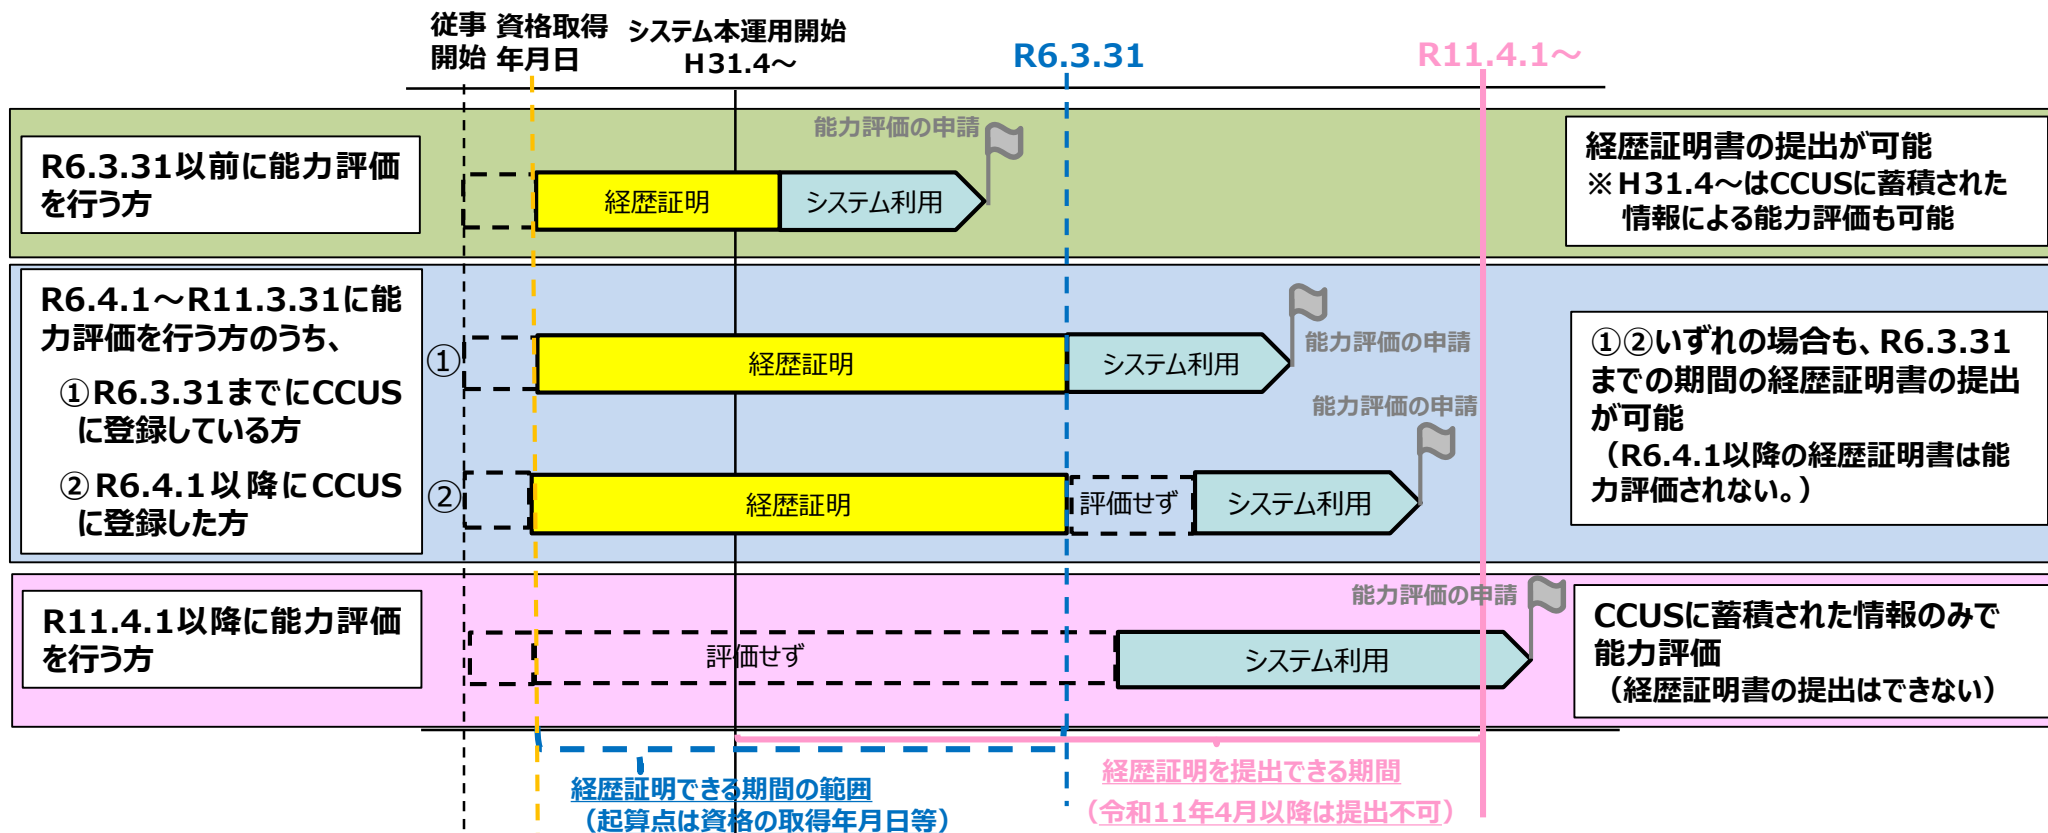 従事
開始
資格取得
年月日
システム本運用開始
H31.4～
R6.3.31
R11.4.1～
R6.3.31以前に能力評価
を行う方
経歴証明
システム利用
能力評価の申請
経歴証明書の提出が可能
※H31.4～はCCUSに蓄積された
情報による能力評価も可能
R6.4.1～R11.3.31に能
力評価を行う方のうち、
①R6.3.31までにCCUS
に登録している方
②R6.4.1以降にCCUS
に登録した方
①
経歴証明
システム利用
能力評価の申請
②
経歴証明
評価せず
システム利用
能力評価の申請
①②いずれの場合も、R6.3.31
までの期間の経歴証明書の提出
が可能
（R6.4.1以降の経歴証明書は能
力評価されない。）
R11.4.1以降に能力評価
を行う方
評価せず
システム利用
能力評価の申請
CCUSに蓄積された情報のみで
能力評価
（経歴証明書の提出はできない）
経歴証明できる期間の範囲
（起算点は資格の取得年月日等）
経歴証明を提出できる期間
（令和11年4月以降は提出不可）